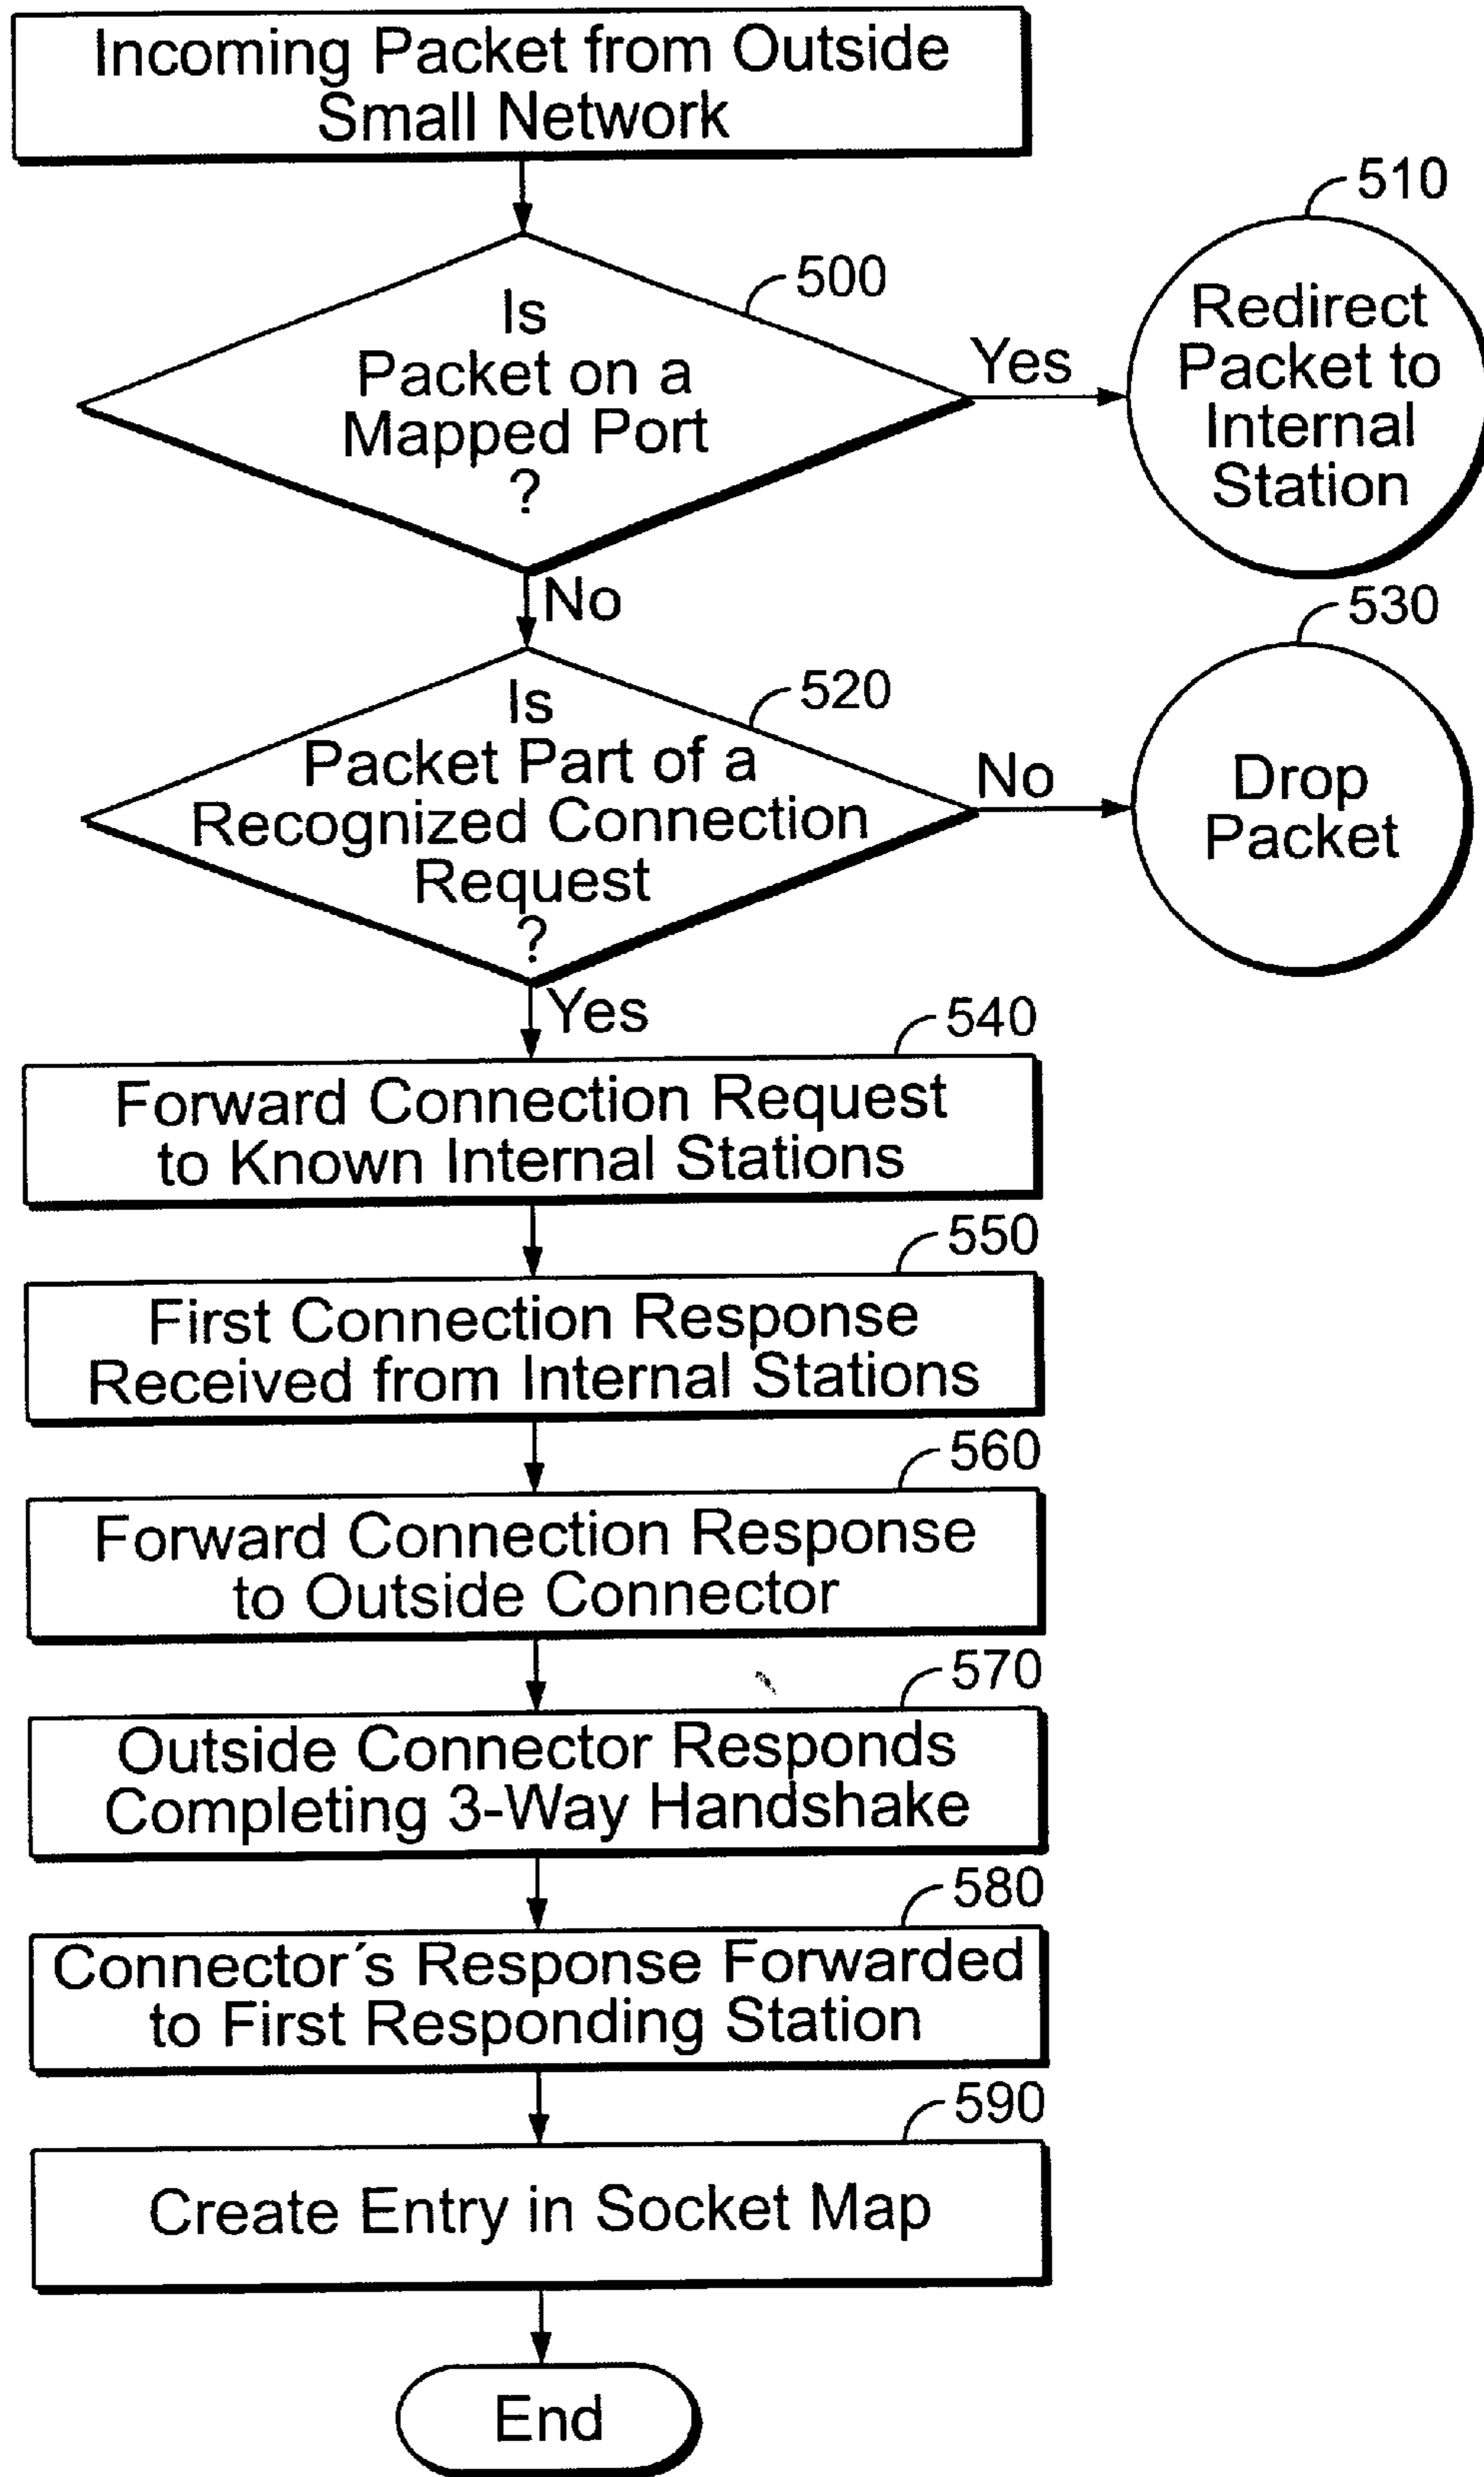 Incoming Packet from Outside
Small Network
510
500
Is
Packet on a
Mapped Port
?
Yes
Redirect
Packet to
Internal
Station
No
530
520
Is
Packet Part of a
Recognized Connection
Request
?
No
Drop
Packet
Yes
540
Forward Connection Request
to Known Internal Stations
550
First Connection Response
Received from Internal Stations
560
Forward Connection Response
to Outside Connector
570
Outside Connector Responds
Completing 3-Way Handshake
580
Connector´s Response Forwarded
to First Responding Station
590
Create Entry in Socket Map
End